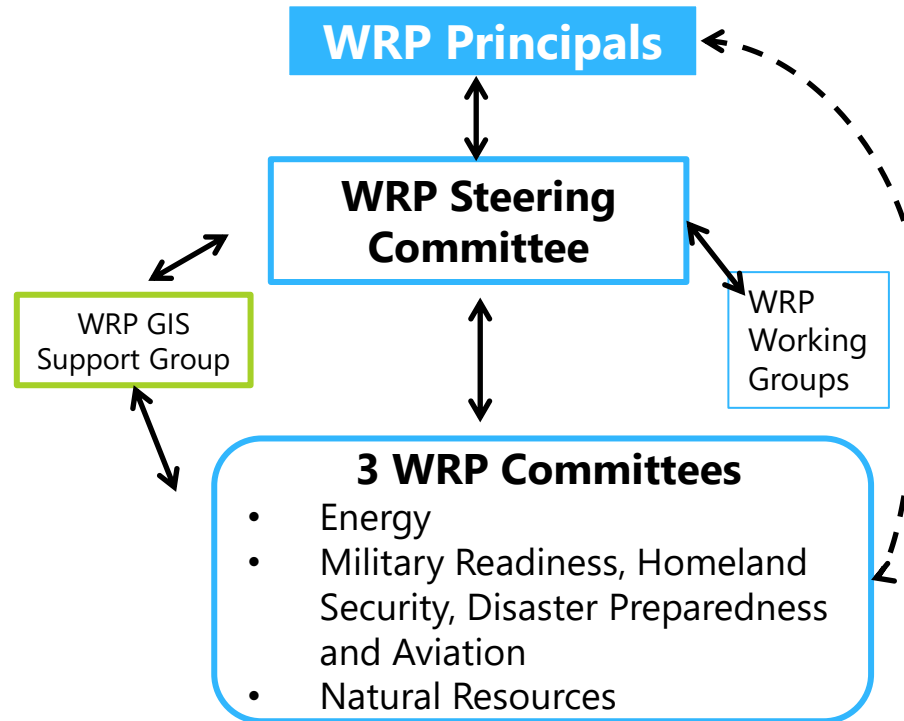 WRP Principals
WRP Steering
Committee
WRP GIS
Support Group
WRP
Working
Groups
3 WRP Committees
• Energy
• Military Readiness, Homeland
Security, Disaster Preparedness
and Aviation
• Natural Resources